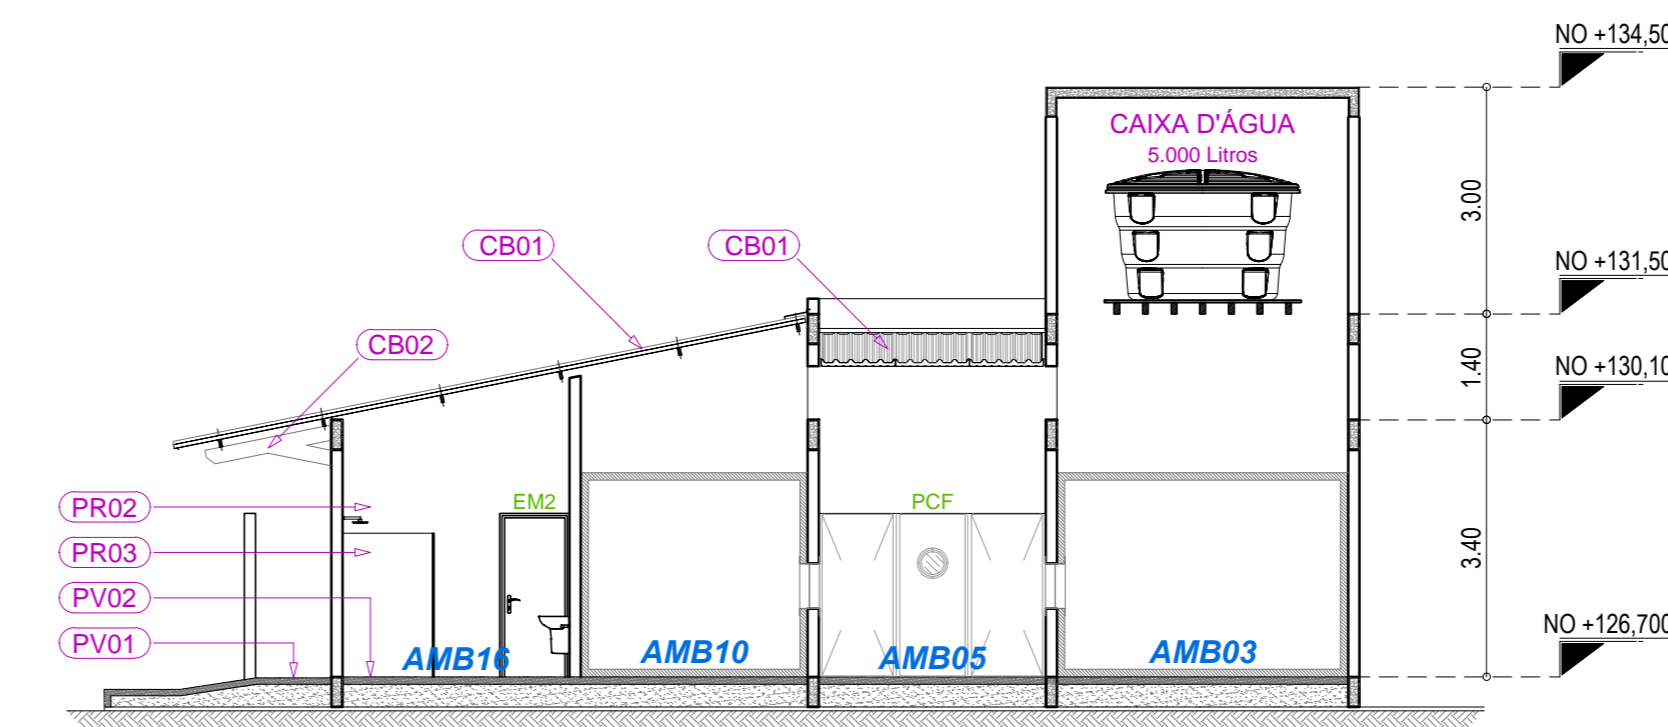 NO +134,50
CAIXA D'ÁGUA
5.000 Litros
3.00
CB01
CB01
NO +131,50
CB02
1.40
NO +130,10
PR02
EM2
PCF
PR03
3.40
PV02
PV01
AMB16
AMB10
AMB05
AMB03
NO +126,700